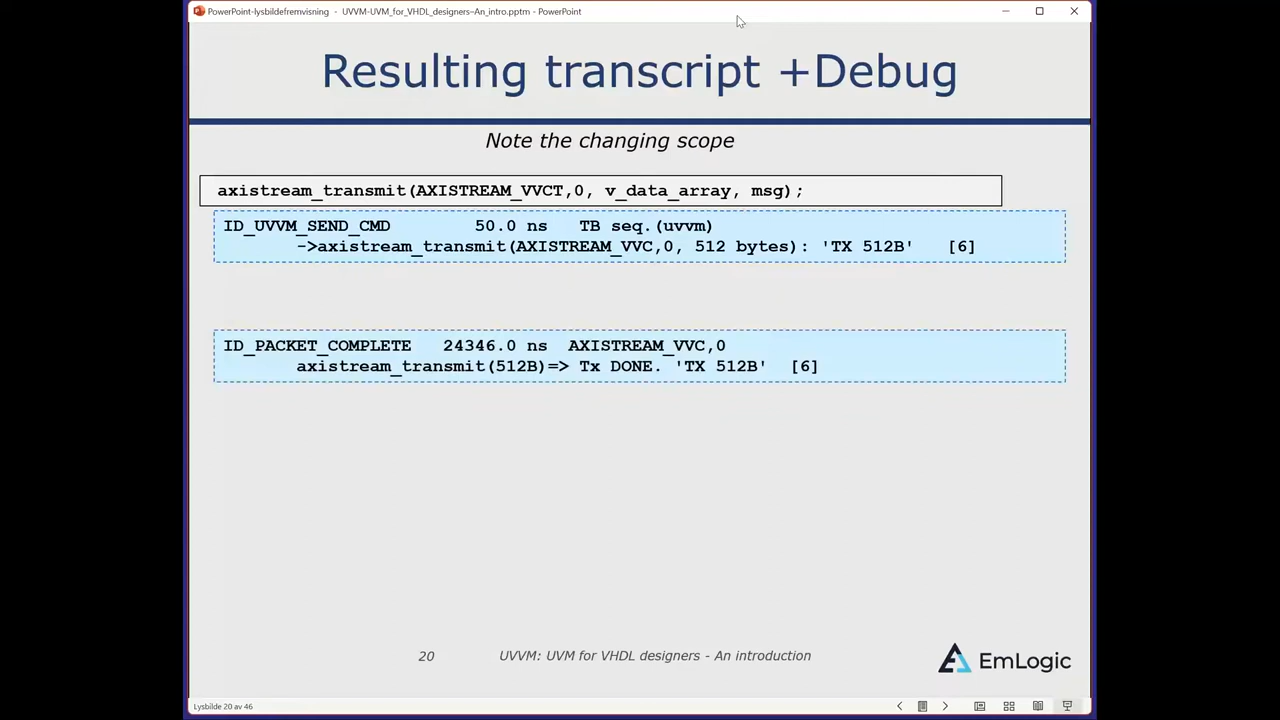 PowerPoint-lysbildefremvisning - UVVM-UVM_for_VHDL_designers–An_intro.pptm - PowerPoint
Resulting transcript +Debug
Note the changing scope
axistream_transmit(AXISTREAM_VVCT,0, v_data_array, msg);
ID_UVVM_SEND_CMD 50.0 ns TB seq.(uvvm)
->axistream_transmit(AXISTREAM_VVC,0, 512 bytes): 'TX 512B' [6]
ID_PACKET_COMPLETE 24346.0 ns AXISTREAM_VVC,0
axistream_transmit(512B)=> Tx DONE. 'TX 512B' [6]
20 UVVM: UVM for VHDL designers - An introduction
EmLogic
Lysbilde 20 av 46